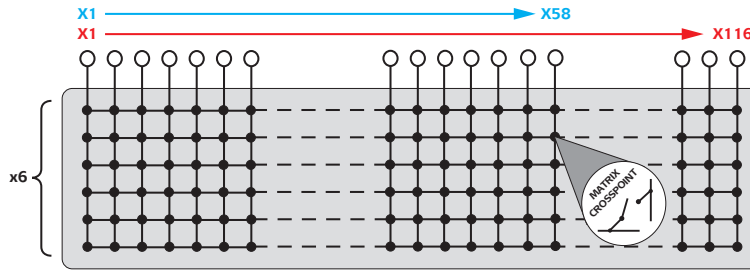 X1 X58
X1 X116
x6
MATRIX
CROSSPOINT